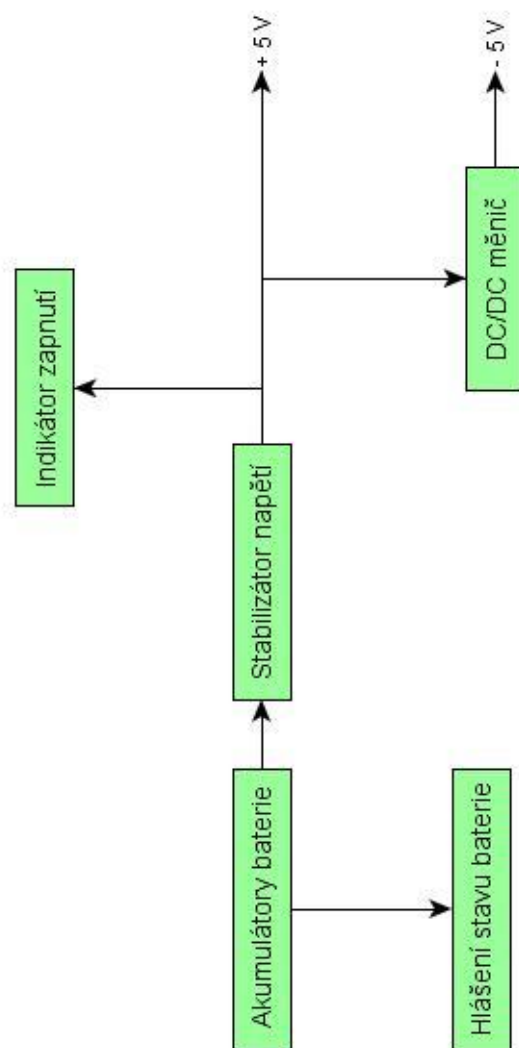 Indikátor zapnutí
Akumulátory baterie
Stabilizátor napětí
+ 5 V
Hlášení stavu baterie
DC/DC měnič
- 5 V